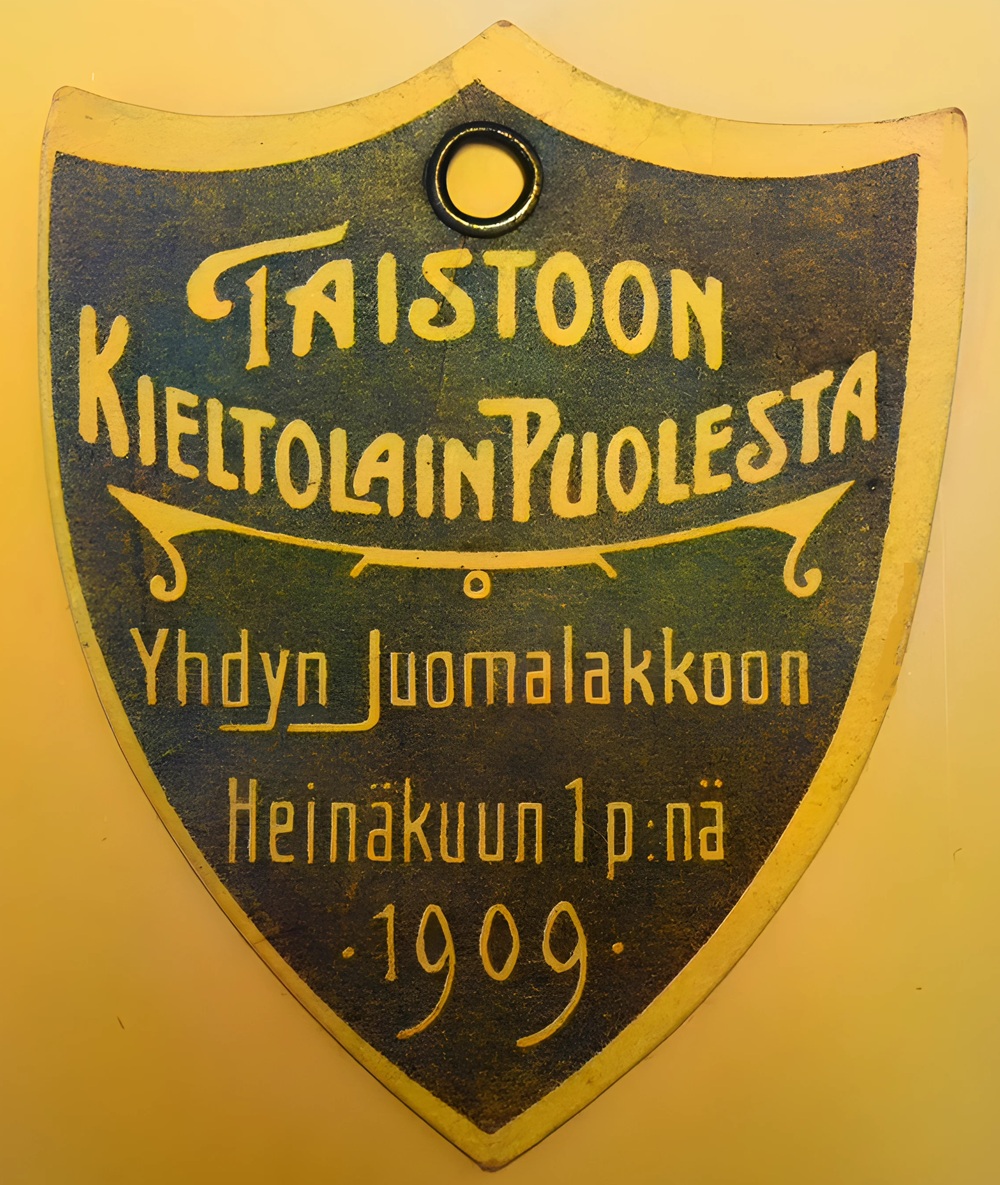 TAISTOON
KIELTOLAIN PUOLESTA
Yhdyn Juomalakkoon
Heinäkuun 1 p:nä
·1909·